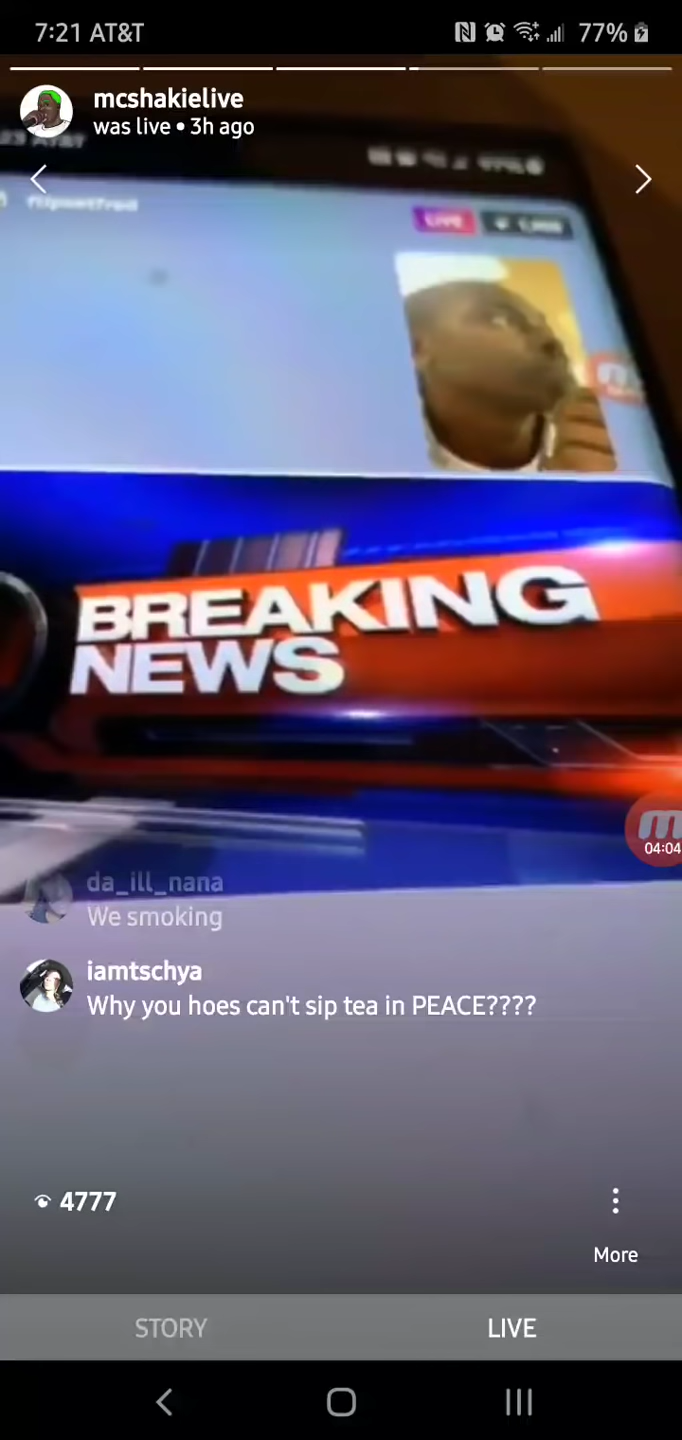 7:21 AT&T
77%
mcshakielive
was live • 3h ago
LIVE
BREAKING
NEWS
04:04
da_ill_nana
We smoking
iamtschya
Why you hoes can't sip tea in PEACE????
4777
More
STORY
LIVE